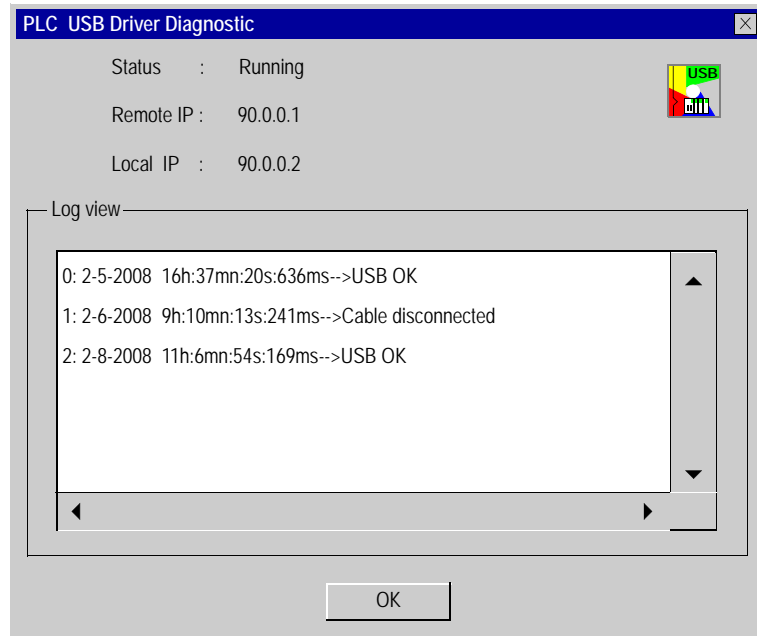 PLC USB Driver Diagnostic
Status : Running
USB
Remote IP : 90.0.0.1
Local IP : 90.0.0.2
Log view
0: 2-5-2008 16h:37mn:20s:636ms-->USB OK
1: 2-6-2008 9h:10mn:13s:241ms-->Cable disconnected
2: 2-8-2008 11h:6mn:54s:169ms-->USB OK
OK